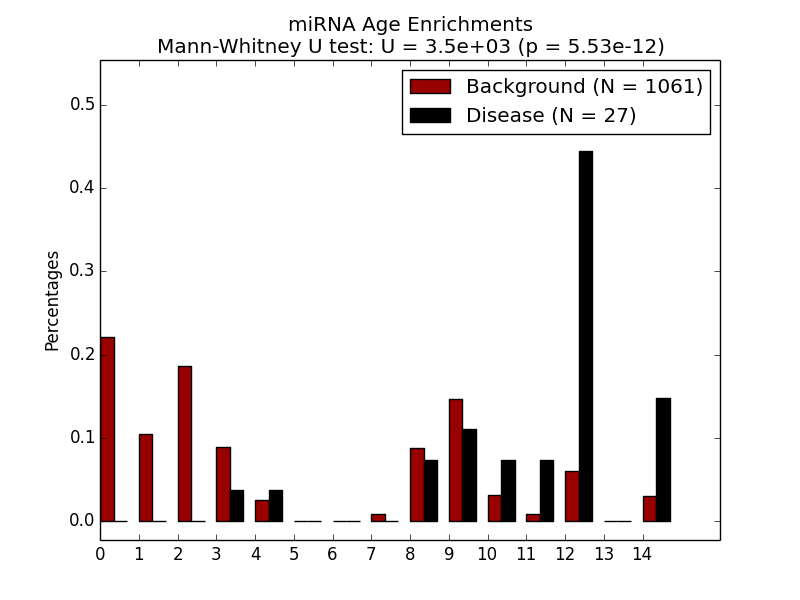 miRNA Age Enrichments
Mann-Whitney U test: U = 3.5e+03 (p = 5.53e-12)
Background (N = 1061)
Disease (N = 27)
Percentages
0.5
0.4
0.3
0.2
0.1
0.0
0 1 2 3 4 5 6 7 8 9 10 11 12 13 14